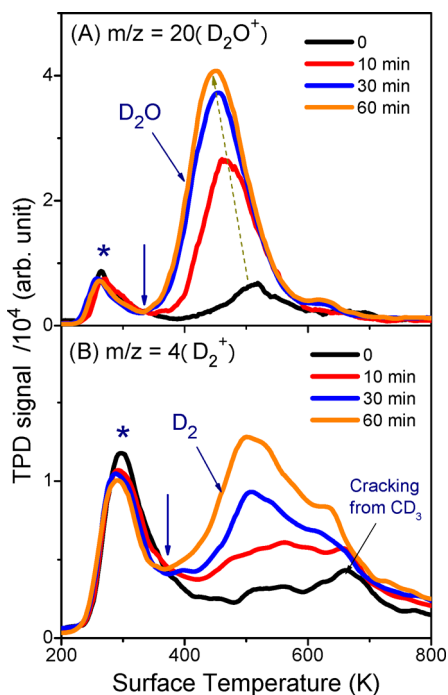 (A) m/z = 20(D₂O⁺)
0
10 min
30 min
60 min
4
D₂O
2
*
0
TPD signal /10⁴ (arb. unit)
(B) m/z = 4(D₂⁺)
0
10 min
30 min
60 min
*
D₂
1
Cracking
from CD₃
0
200 400 600 800
Surface Temperature (K)